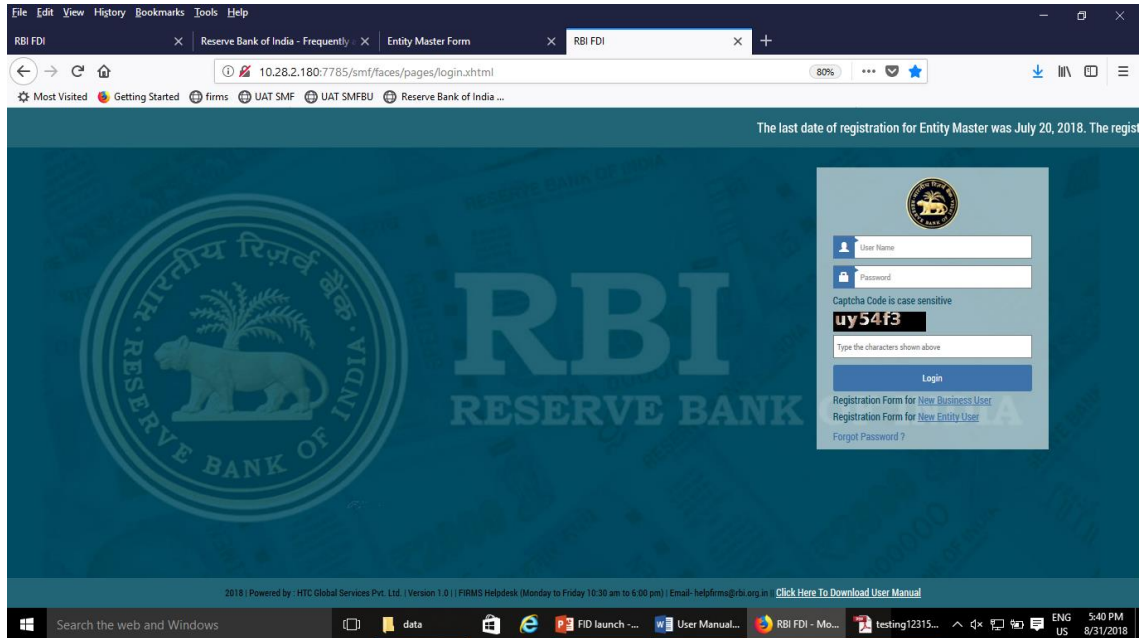 File Edit View History Bookmarks Tools Help
RBI FDI
Reserve Bank of India - Frequently
Entity Master Form
RBI FDI
10.28.2.180:7785/smf/faces/pages/login.xhtml
80%
Most Visited Getting Started firms UAT SMF UAT SMFBU Reserve Bank of India ...
The last date of registration for Entity Master was July 20, 2018. The regist
भारतीय रिज़र्व बैंक
RESERVE BANK OF INDIA
RBI
RESERVE BANK
User Name
Password
Captcha Code is case sensitive
uy54f3
Type the characters shown above
Login
Registration Form for New Business User
Registration Form for New Entity User
Forgot Password ?
2018 | Powered by : HTC Global Services Pvt. Ltd. | Version 1.0 | | FIRMS Helpdesk (Monday to Friday 10:30 am to 6:00 pm) | Email- helpfirms@rbi.org.in | Click Here To Download User Manual
Search the web and Windows
data
FID launch -...
User Manual...
RBI FDI - Mo...
testing12315...
ENG
US
5:40 PM
8/31/2018